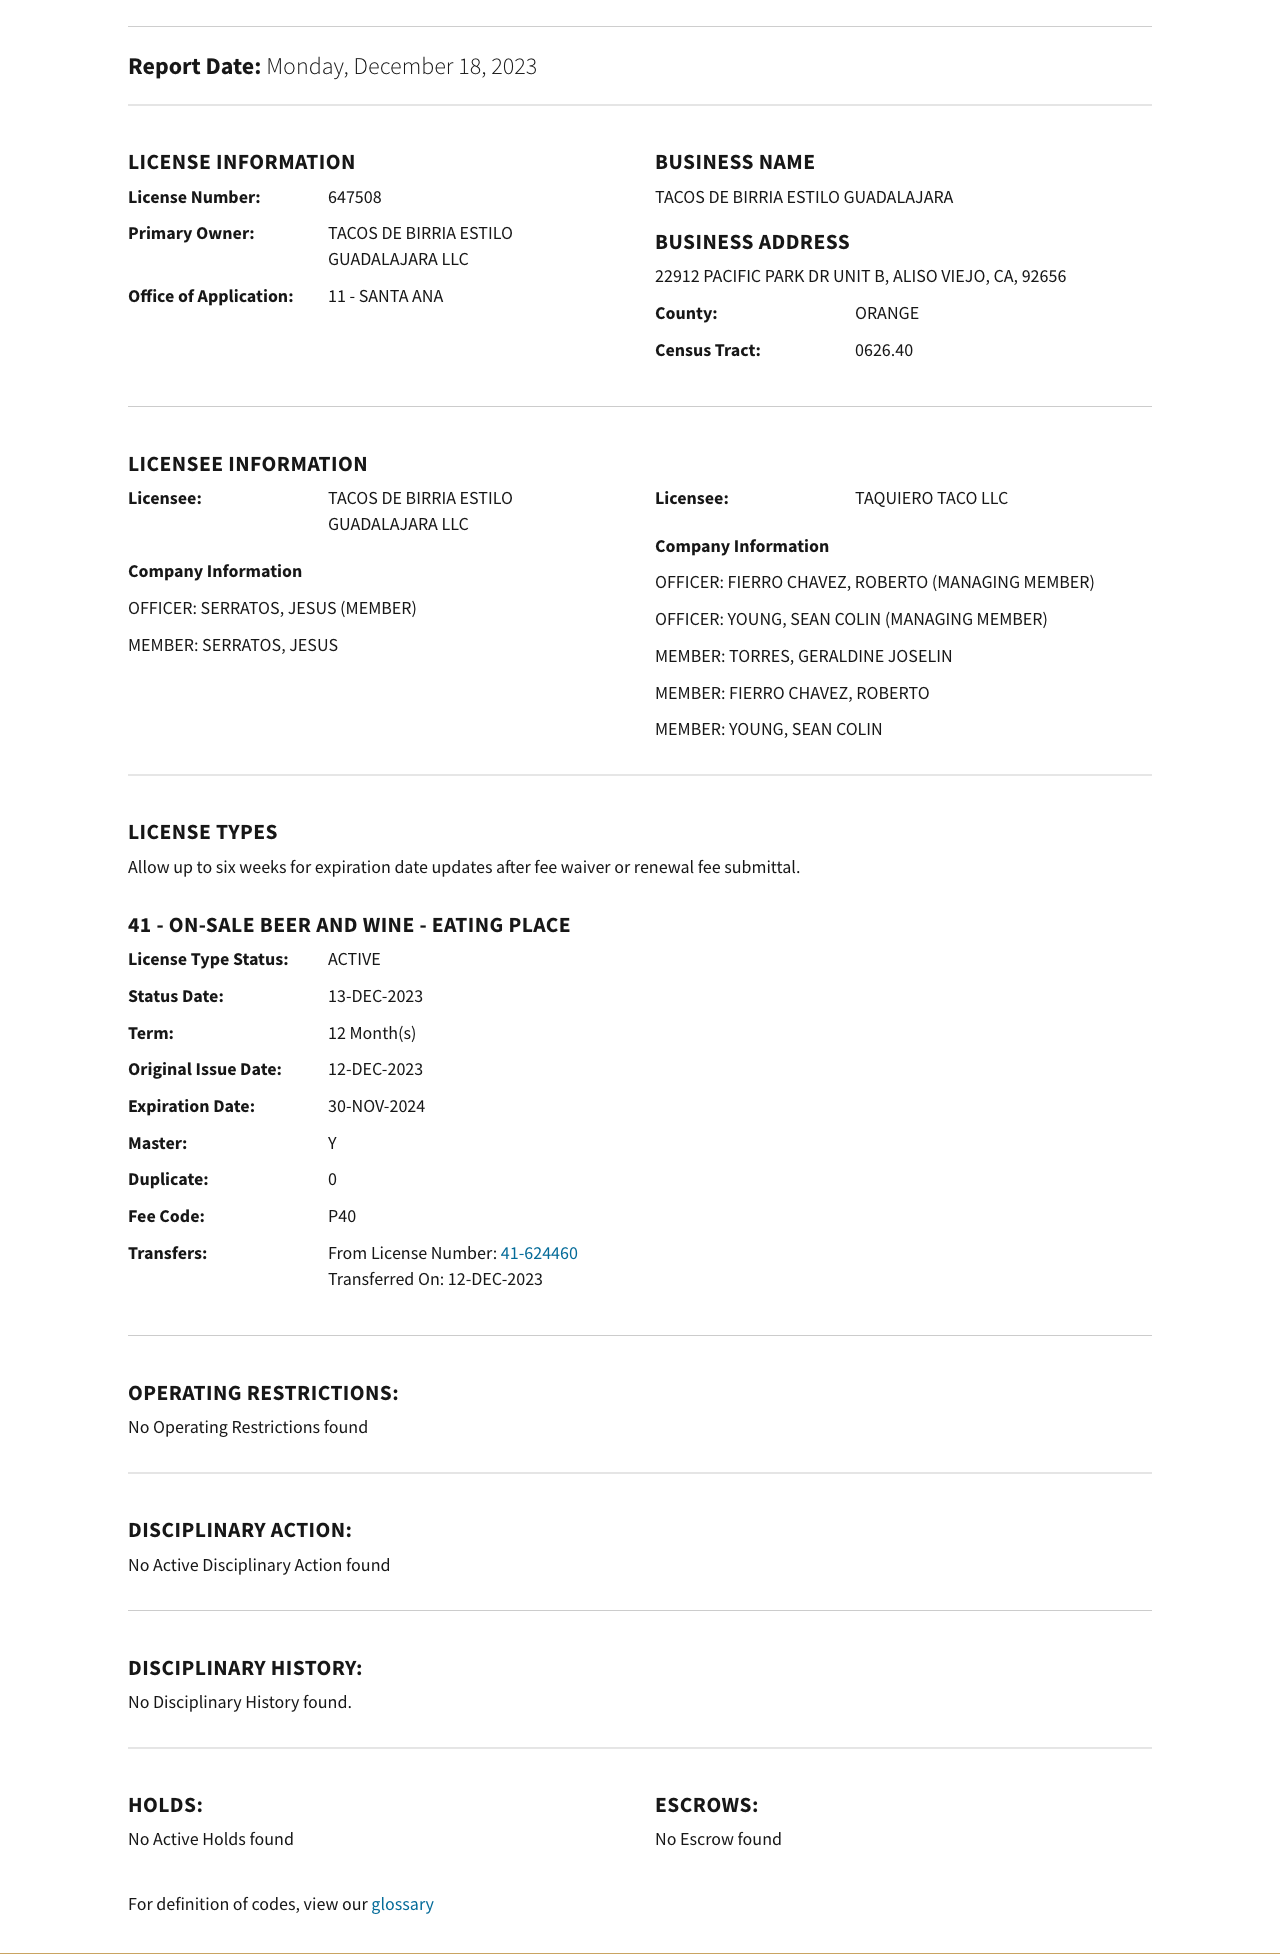 Report Date: Monday, December 18, 2023
LICENSE INFORMATION
License Number: 647508
Primary Owner: TACOS DE BIRRIA ESTILO
GUADALAJARA LLC
Office of Application: 11 - SANTA ANA
BUSINESS NAME
TACOS DE BIRRIA ESTILO GUADALAJARA
BUSINESS ADDRESS
22912 PACIFIC PARK DR UNIT B, ALISO VIEJO, CA, 92656
County: ORANGE
Census Tract: 0626.40
LICENSEE INFORMATION
Licensee: TACOS DE BIRRIA ESTILO
GUADALAJARA LLC
Company Information
OFFICER: SERRATOS, JESUS (MEMBER)
MEMBER: SERRATOS, JESUS
Licensee: TAQUIERO TACO LLC
Company Information
OFFICER: FIERRO CHAVEZ, ROBERTO (MANAGING MEMBER)
OFFICER: YOUNG, SEAN COLIN (MANAGING MEMBER)
MEMBER: TORRES, GERALDINE JOSELIN
MEMBER: FIERRO CHAVEZ, ROBERTO
MEMBER: YOUNG, SEAN COLIN
LICENSE TYPES
Allow up to six weeks for expiration date updates after fee waiver or renewal fee submittal.
41 - ON-SALE BEER AND WINE - EATING PLACE
License Type Status: ACTIVE
Status Date: 13-DEC-2023
Term: 12 Month(s)
Original Issue Date: 12-DEC-2023
Expiration Date: 30-NOV-2024
Master: Y
Duplicate: 0
Fee Code: P40
Transfers: From License Number: 41-624460
Transferred On: 12-DEC-2023
OPERATING RESTRICTIONS:
No Operating Restrictions found
DISCIPLINARY ACTION:
No Active Disciplinary Action found
DISCIPLINARY HISTORY:
No Disciplinary History found.
HOLDS:
No Active Holds found
ESCROWS:
No Escrow found
For definition of codes, view our glossary